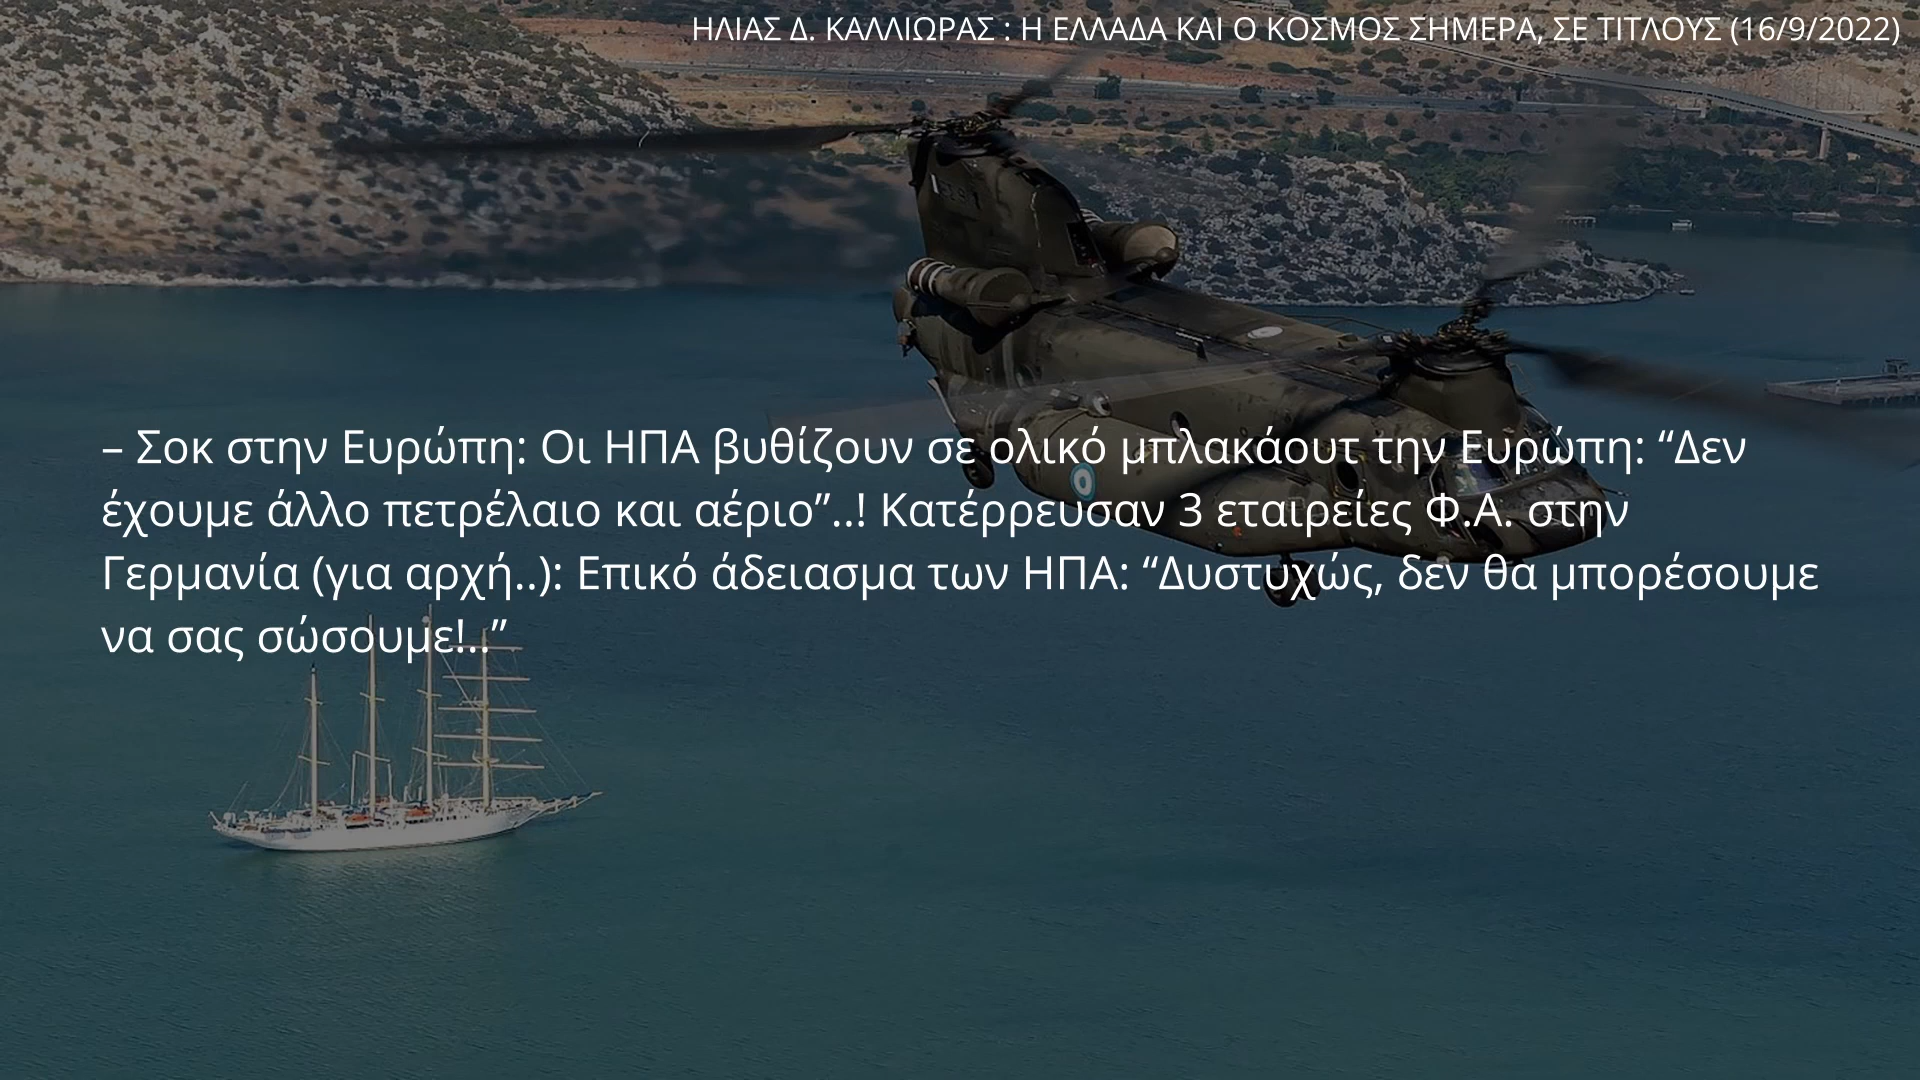 ΗΛΙΑΣ Δ. ΚΑΛΛΙΩΡΑΣ : Η ΕΛΛΑΔΑ ΚΑΙ Ο ΚΟΣΜΟΣ ΣΗΜΕΡΑ, ΣΕ ΤΙΤΛΟΥΣ (16/9/2022)
– Σοκ στην Ευρώπη: Οι ΗΠΑ βυθίζουν σε ολικό μπλακάουτ την Ευρώπη: “Δεν
έχουμε άλλο πετρέλαιο και αέριο”..! Κατέρρευσαν 3 εταιρείες Φ.Α. στην
Γερμανία (για αρχή..): Επικό άδειασμα των ΗΠΑ: “Δυστυχώς, δεν θα μπορέσουμε
να σας σώσουμε!..”